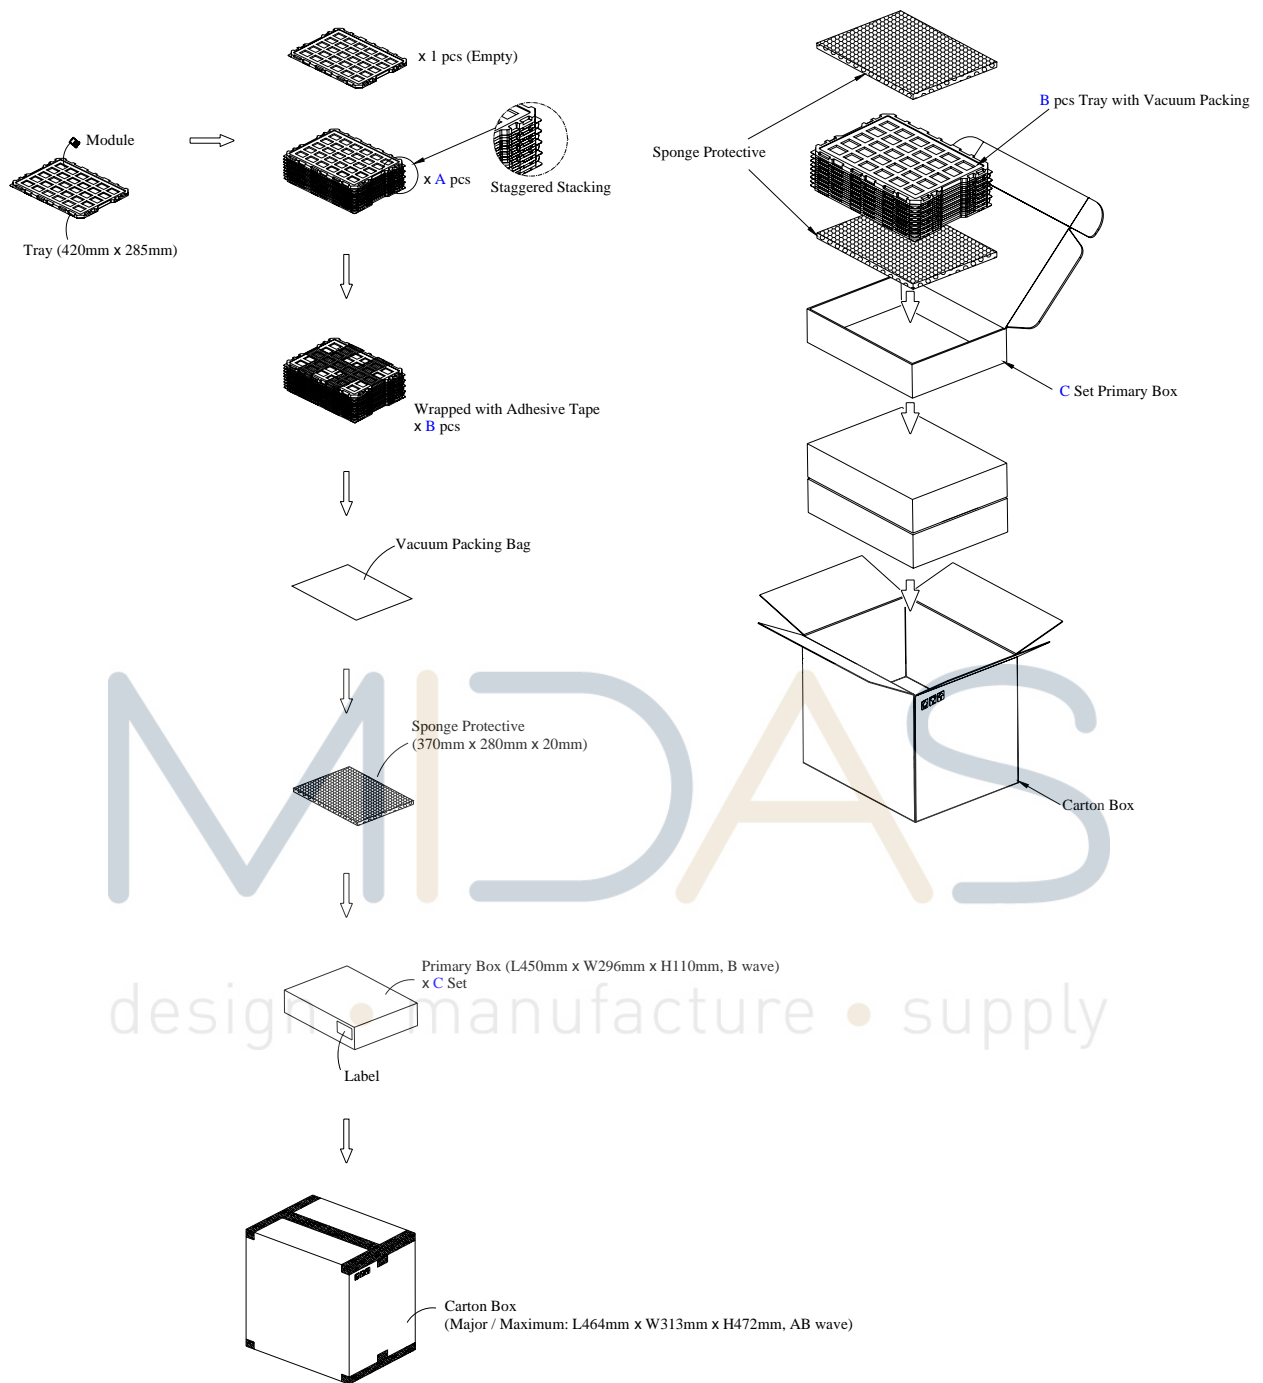 x 1 pcs (Empty)
Module
Tray (420mm x 285mm)
x A pcs
Staggered Stacking
Wrapped with Adhesive Tape
x B pcs
Vacuum Packing Bag
Sponge Protective
(370mm x 280mm x 20mm)
Primary Box (L450mm x W296mm x H110mm, B wave)
x C Set
Label
Carton Box
(Major / Maximum: L464mm x W313mm x H472mm, AB wave)
B pcs Tray with Vacuum Packing
Sponge Protective
C Set Primary Box
Carton Box
MIDAS
design • manufacture • supply